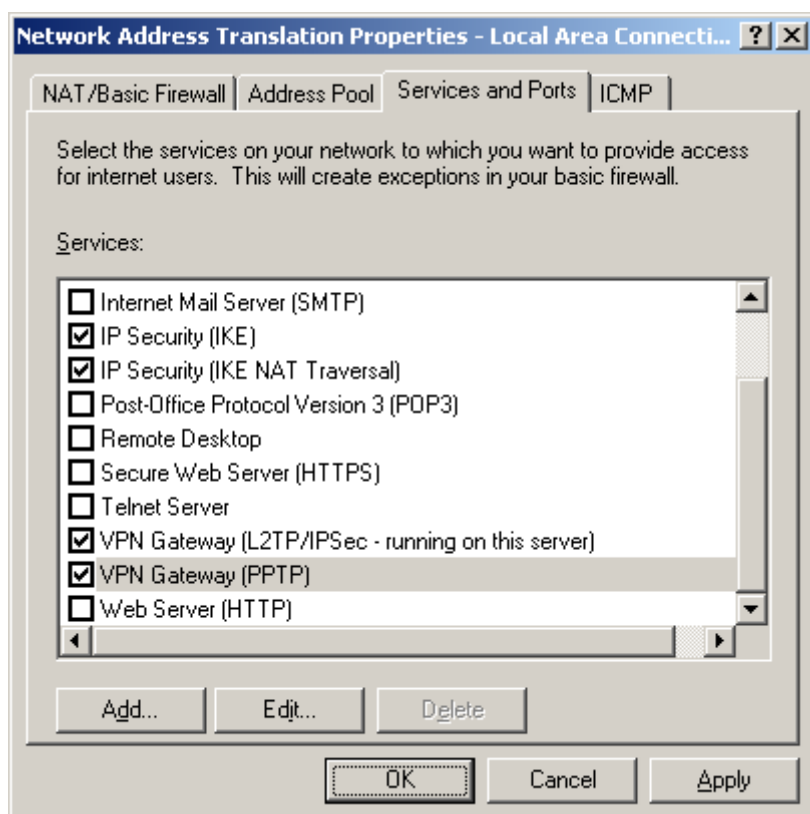 Network Address Translation Properties - Local Area Connecti... ? ×
NAT/Basic Firewall Address Pool Services and Ports ICMP
Select the services on your network to which you want to provide access
for internet users. This will create exceptions in your basic firewall.
Services:
Internet Mail Server (SMTP)
IP Security (IKE)
IP Security (IKE NAT Traversal)
Post-Office Protocol Version 3 (POP3)
Remote Desktop
Secure Web Server (HTTPS)
Telnet Server
VPN Gateway (L2TP/IPSec - running on this server)
VPN Gateway (PPTP)
Web Server (HTTP)
Add... Edit... Delete
OK Cancel Apply